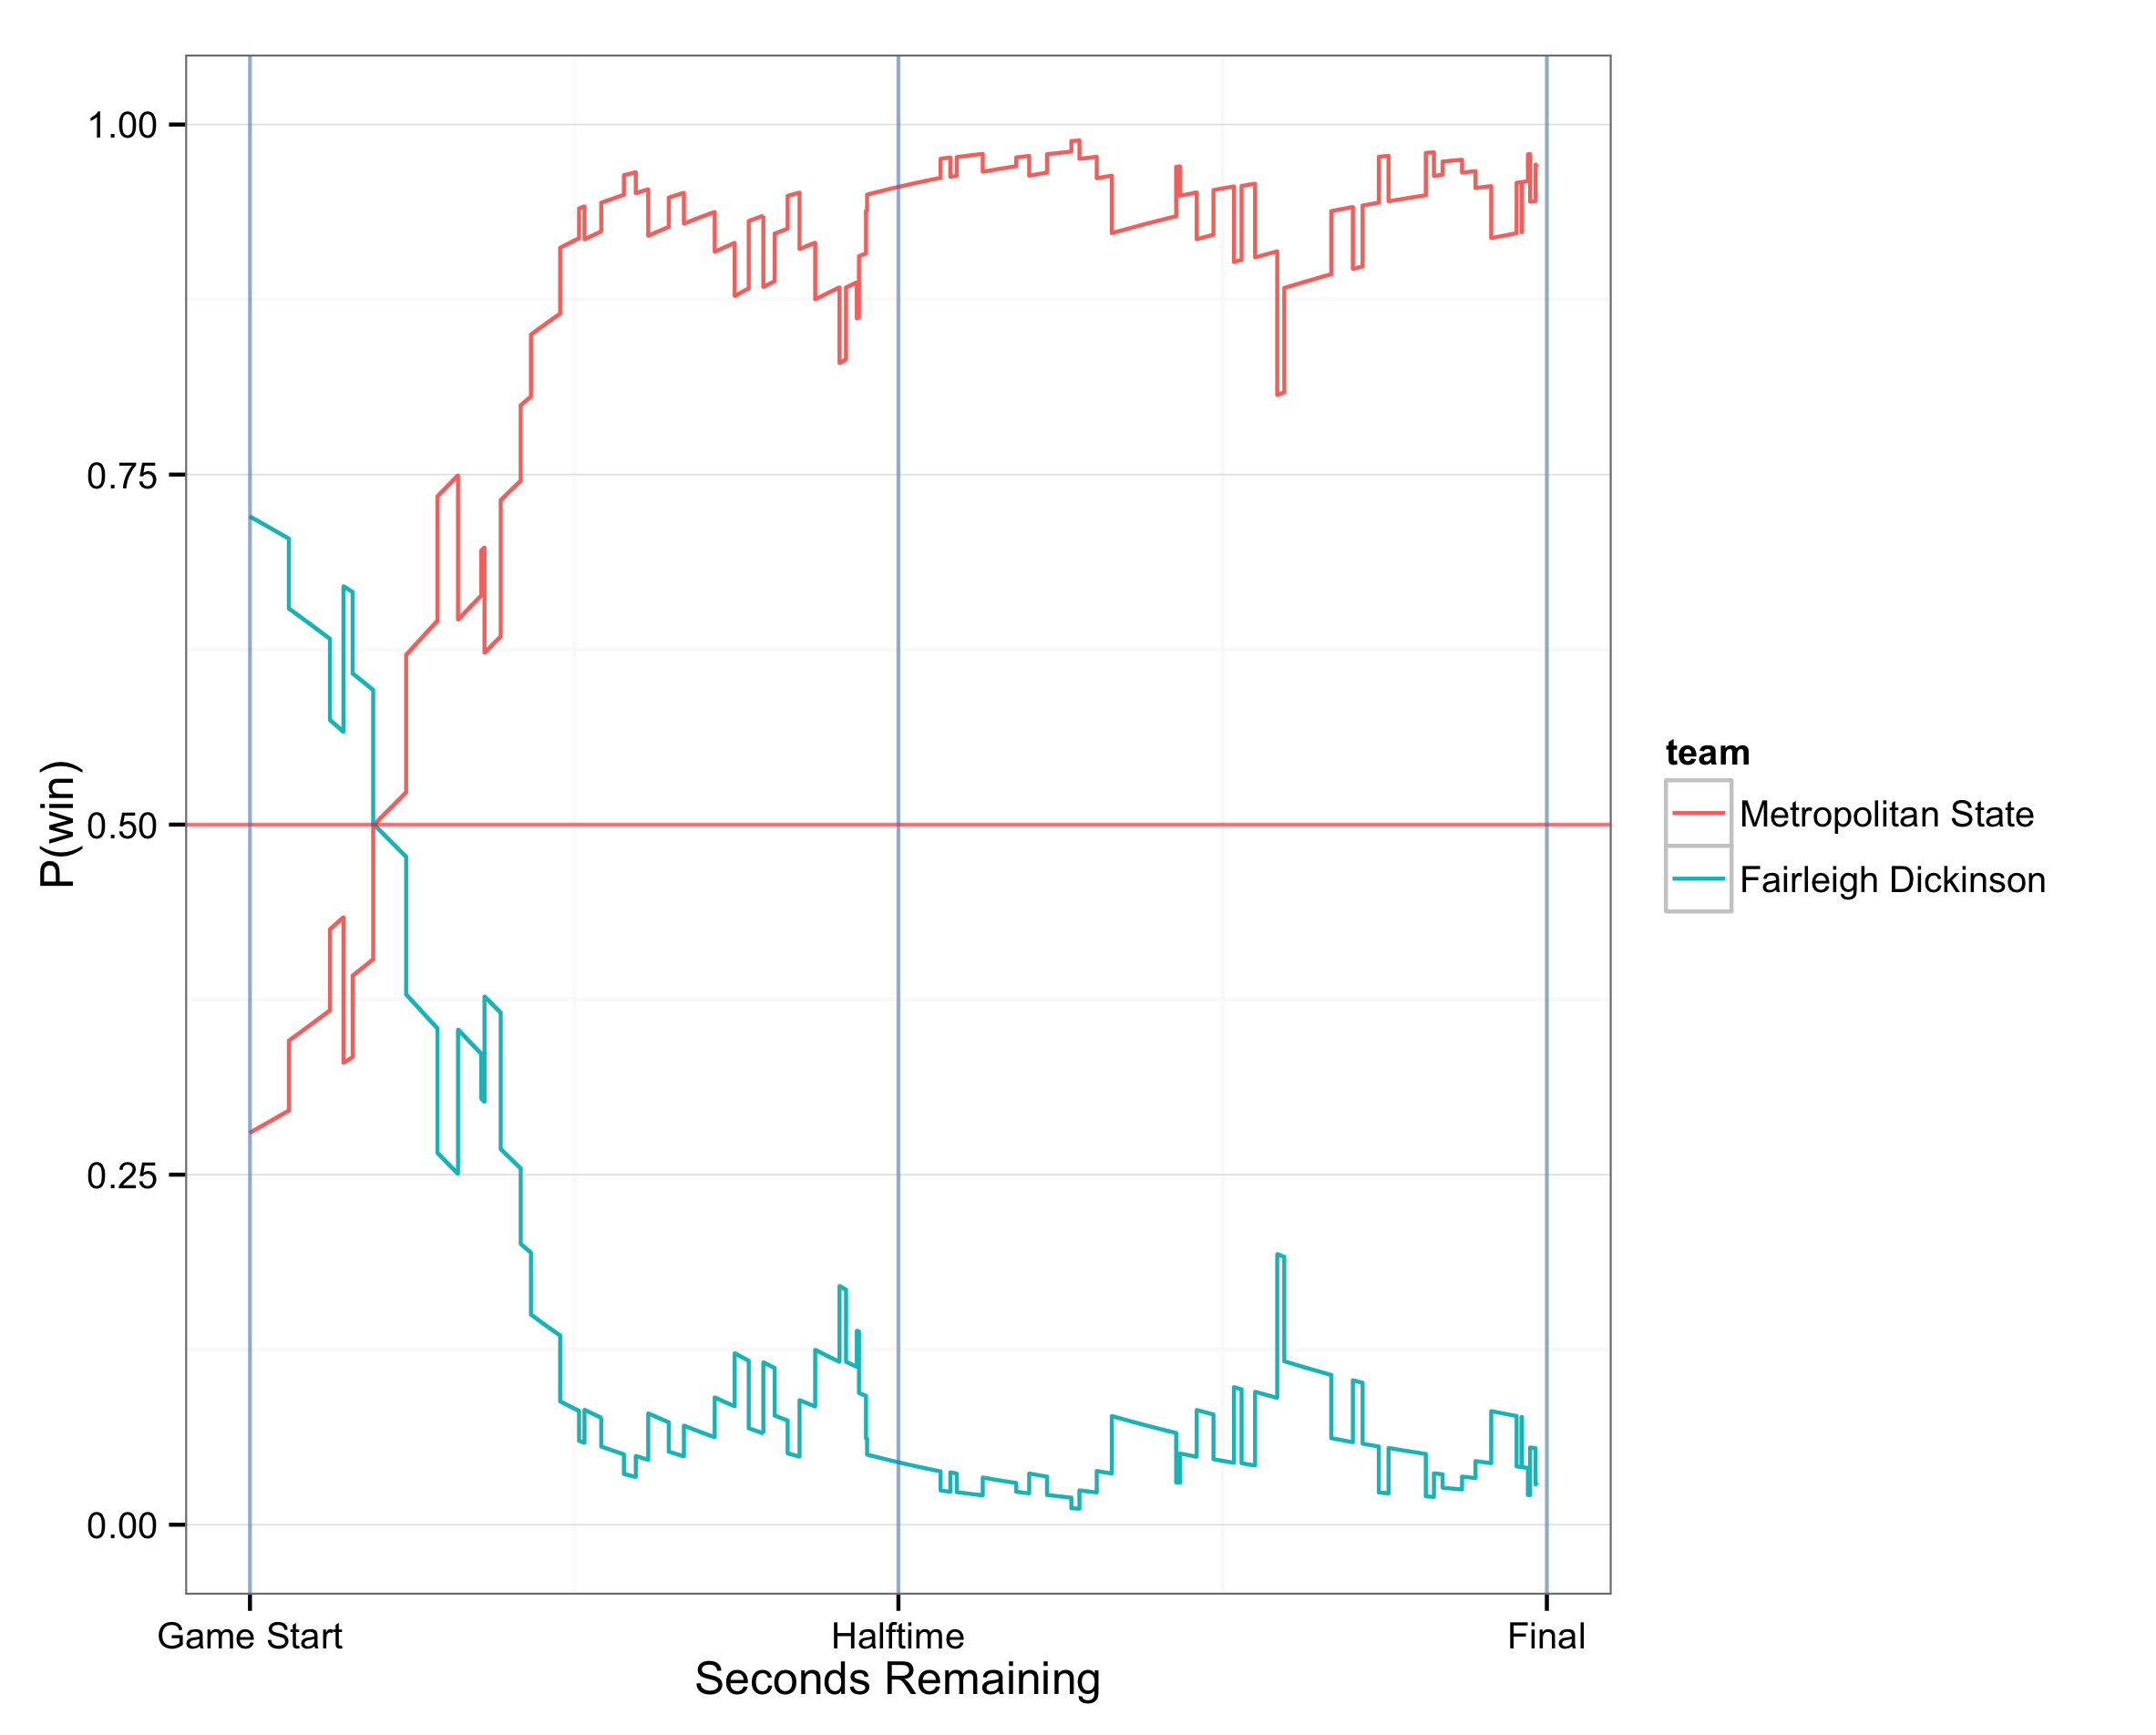 1.00
0.75
0.50
0.25
0.00
P(win)
Game Start
Halftime
Final
Seconds Remaining
team
Metropolitan State
Fairleigh Dickinson